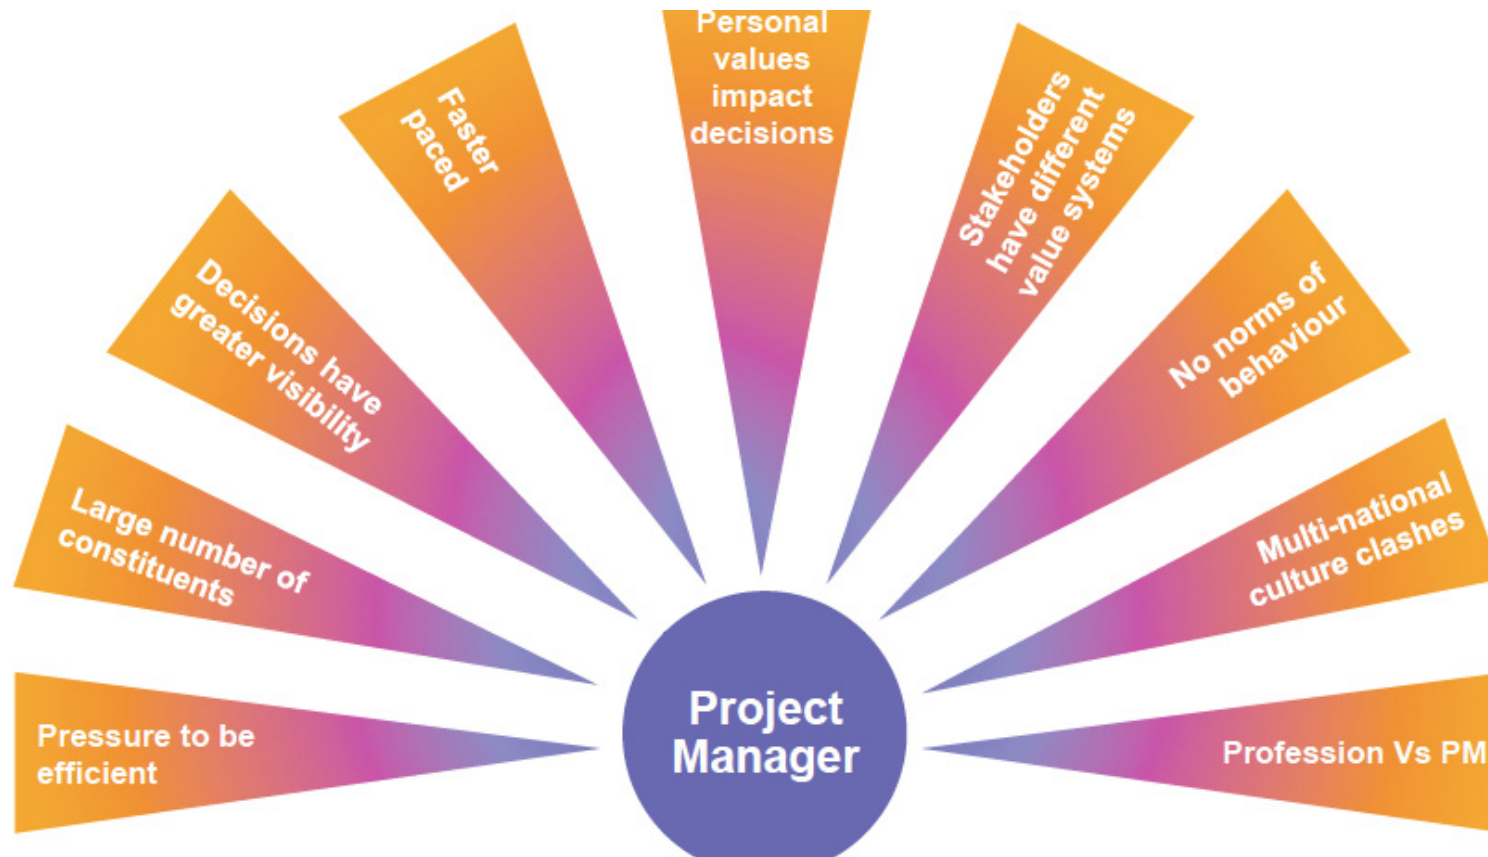 Pressure to be
efficient
Large number of
constituents
Decisions have
greater visibility
Faster
paced
Personal
values
impact
decisions
Stakeholders
have different
value systems
No norms of
behaviour
Multi-national
culture clashes
Profession Vs PM
Project
Manager